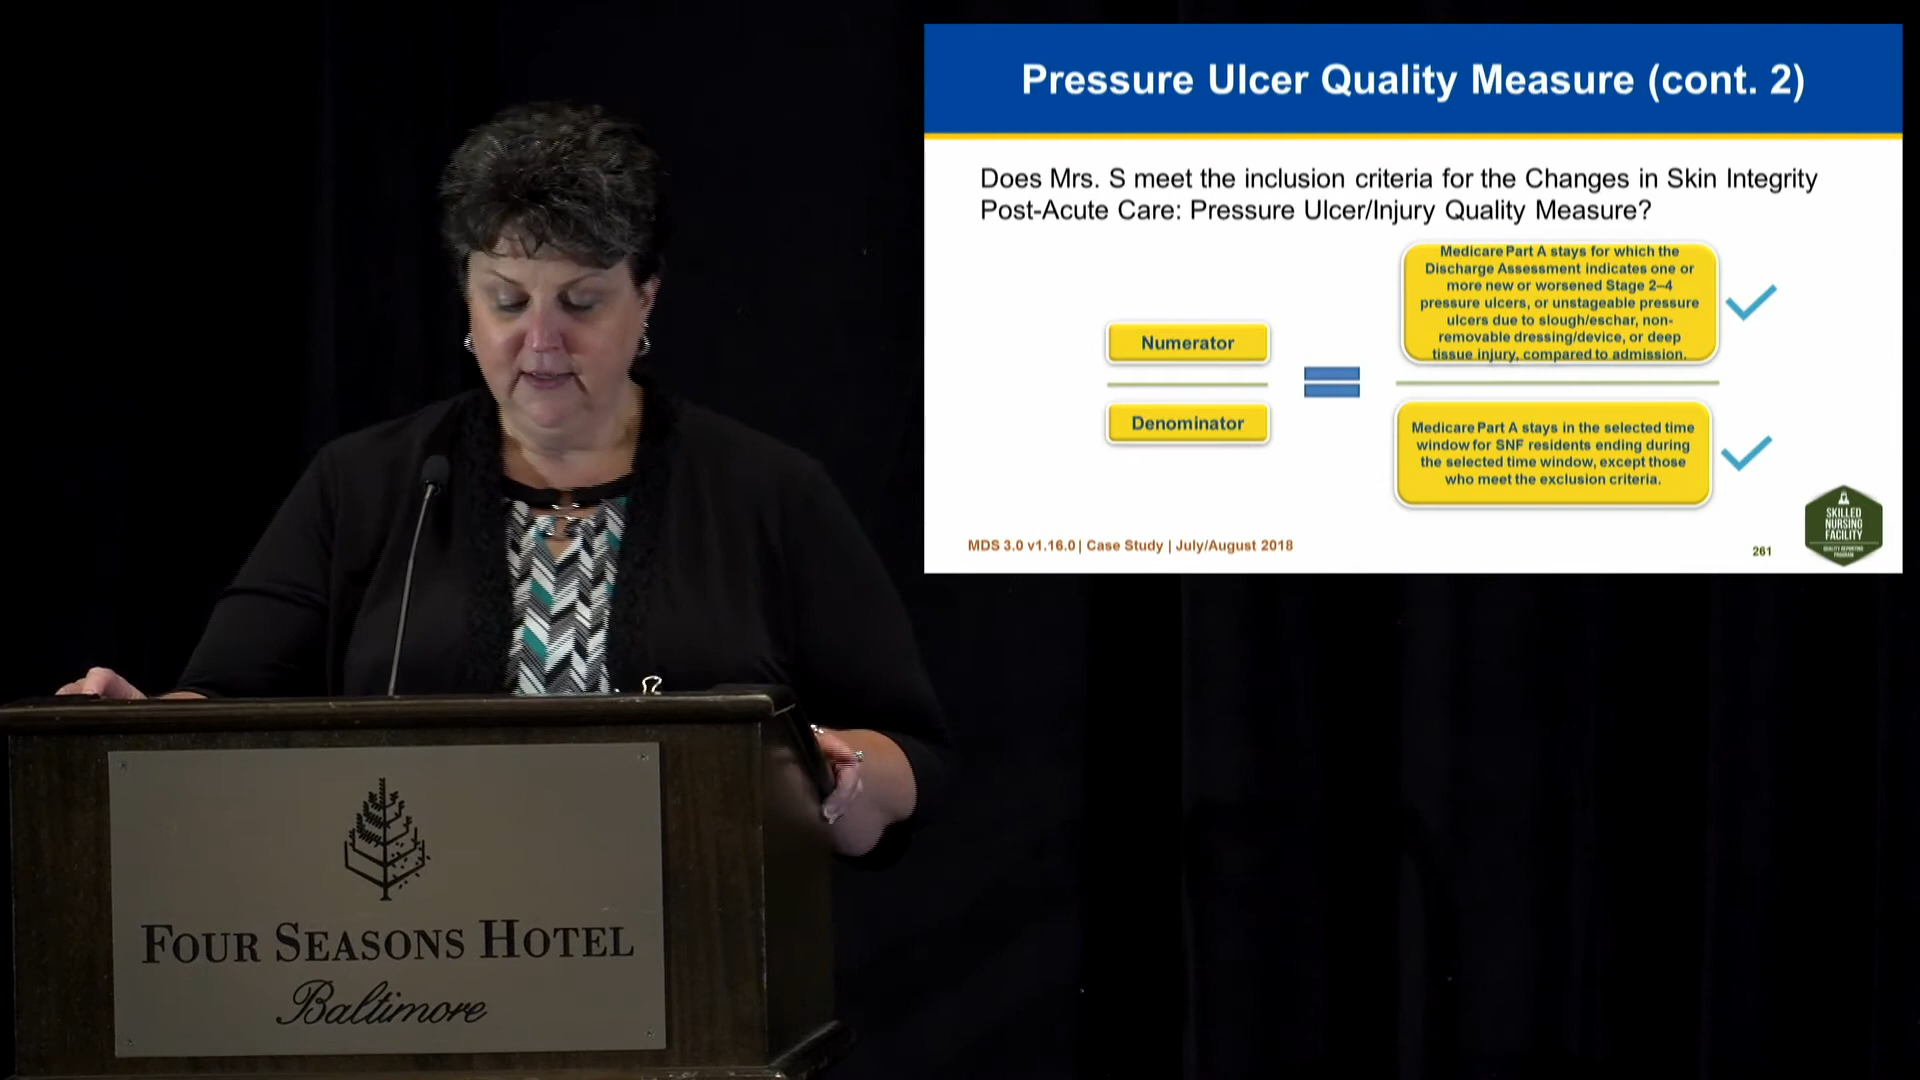 Pressure Ulcer Quality Measure (cont. 2)
Does Mrs. S meet the inclusion criteria for the Changes in Skin Integrity
Post-Acute Care: Pressure Ulcer/Injury Quality Measure?
Numerator
Denominator
Medicare Part A stays for which the
Discharge Assessment indicates one or
more new or worsened Stage 2–4
pressure ulcers, or unstageable pressure
ulcers due to slough/eschar, non-
removable dressing/device, or deep
tissue injury, compared to admission.
Medicare Part A stays in the selected time
window for SNF residents ending during
the selected time window, except those
who meet the exclusion criteria.
MDS 3.0 v1.16.0 | Case Study | July/August 2018
261
SKILLED
NURSING
FACILITY
QUALITY REPORTING
PROGRAM
FOUR SEASONS HOTEL
Baltimore